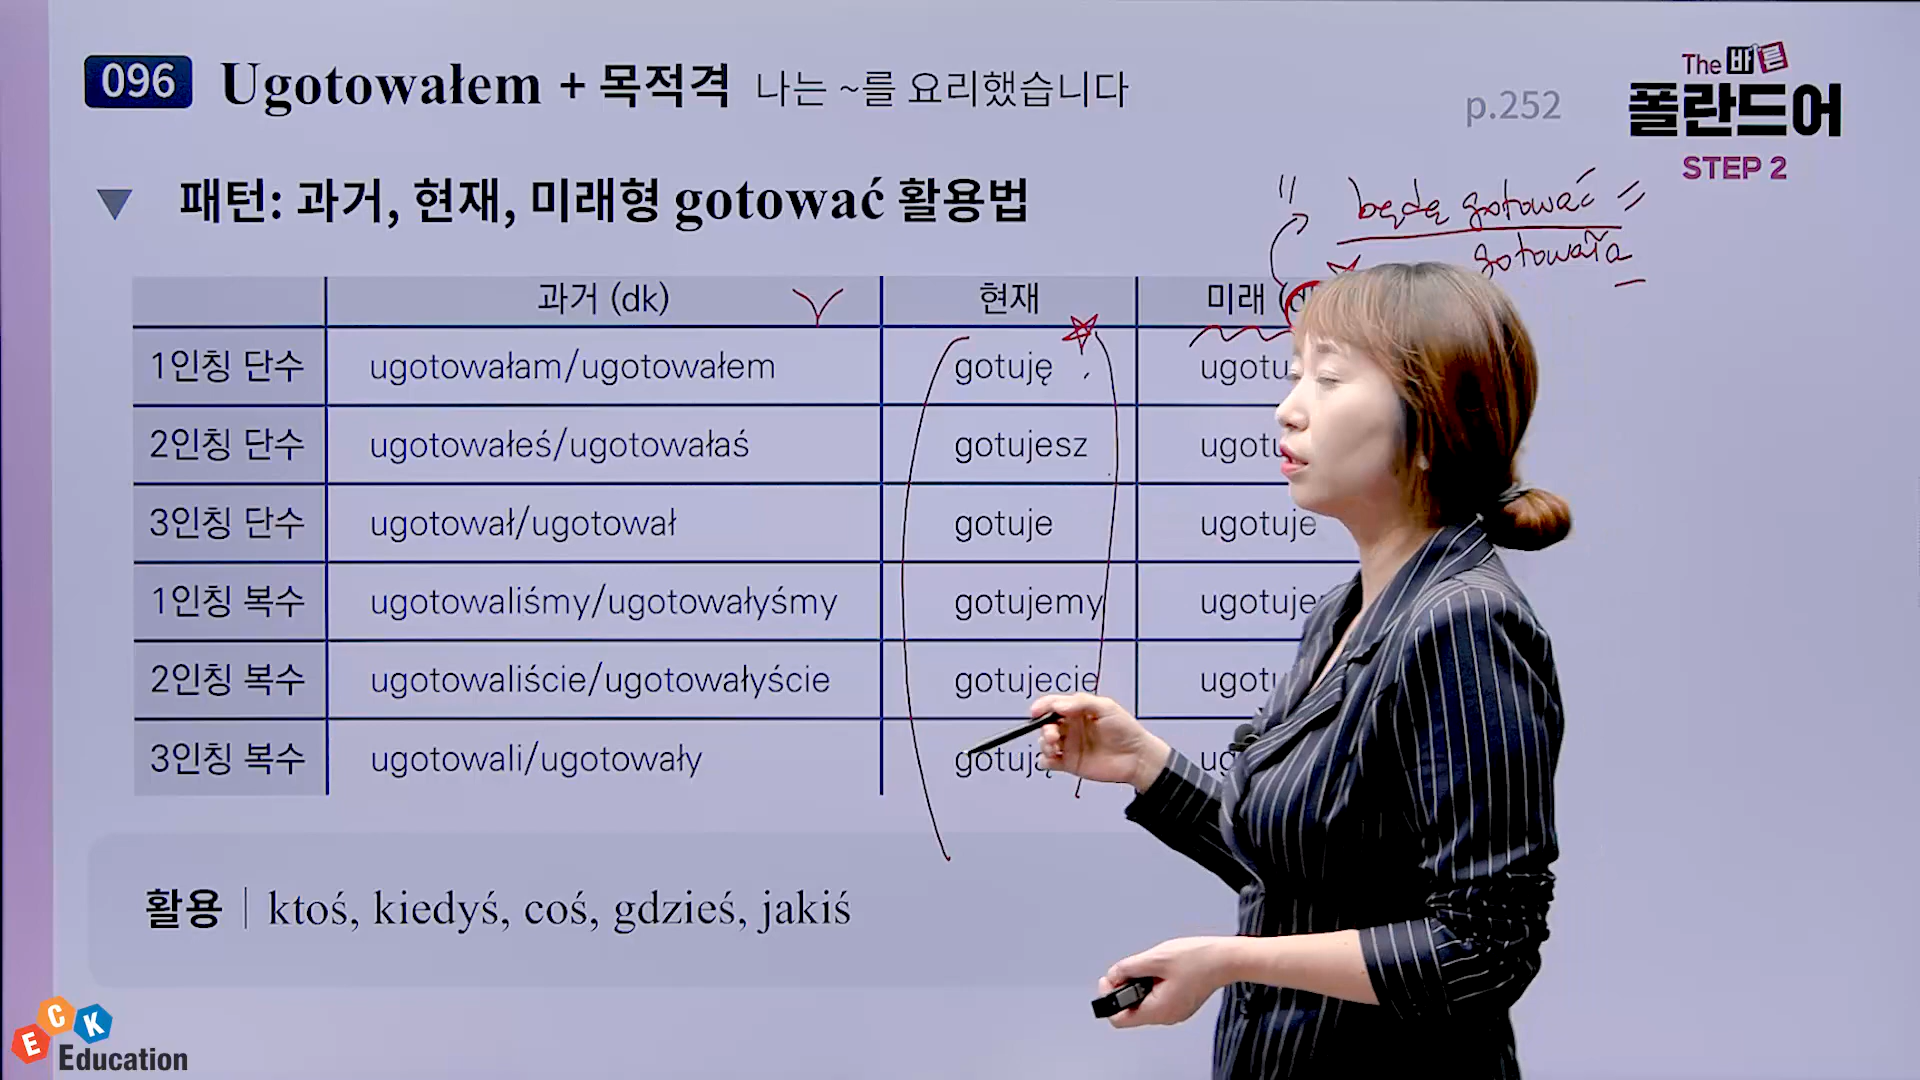 096 Ugotowałem + 목적격 나는 ~를 요리했습니다
p.252
The 바른
폴란드어
STEP 2
패턴: 과거, 현재, 미래형 gotować 활용법
będę gotować =
gotowała
과거 (dk) 현재 미래
1인칭 단수 ugotowałam/ugotowałem gotuję
2인칭 단수 ugotowałeś/ugotowałaś gotujesz
3인칭 단수 ugotował/ugotował gotuje ugotuje
1인칭 복수 ugotowaliśmy/ugotowałyśmy gotujemy
2인칭 복수 ugotowaliście/ugotowałyście gotujecie
3인칭 복수 ugotowali/ugotowały gotują
활용 | ktoś, kiedyś, coś, gdzieś, jakiś
ECK
Education